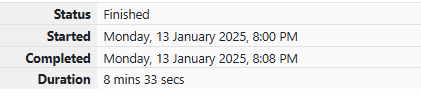 Status Finished
Started Monday, 13 January 2025, 8:00 PM
Completed Monday, 13 January 2025, 8:08 PM
Duration 8 mins 33 secs